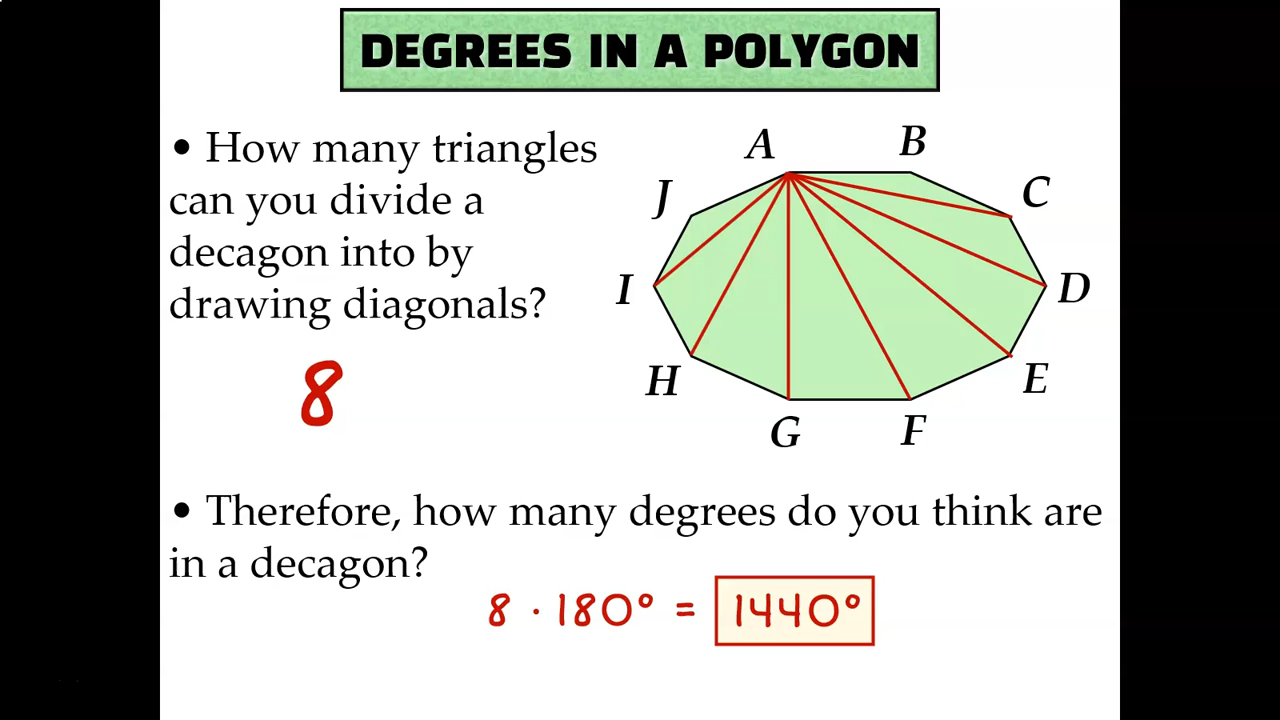 DEGREES IN A POLYGON
• How many triangles
can you divide a
decagon into by
drawing diagonals?
8
A
B
J
C
I
D
H
E
G
F
• Therefore, how many degrees do you think are
in a decagon?
8 · 180° = 1440°